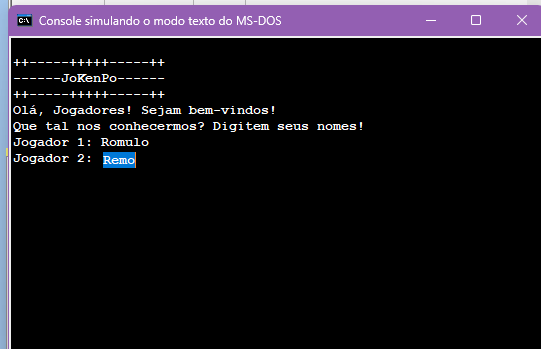 Console simulando o modo texto do MS-DOS
++-----+++++-----++
------JoKenPo------
++-----+++++-----++
Olá, Jogadores! Sejam bem-vindos!
Que tal nos conhecermos? Digitem seus nomes!
Jogador 1: Romulo
Jogador 2: Remo